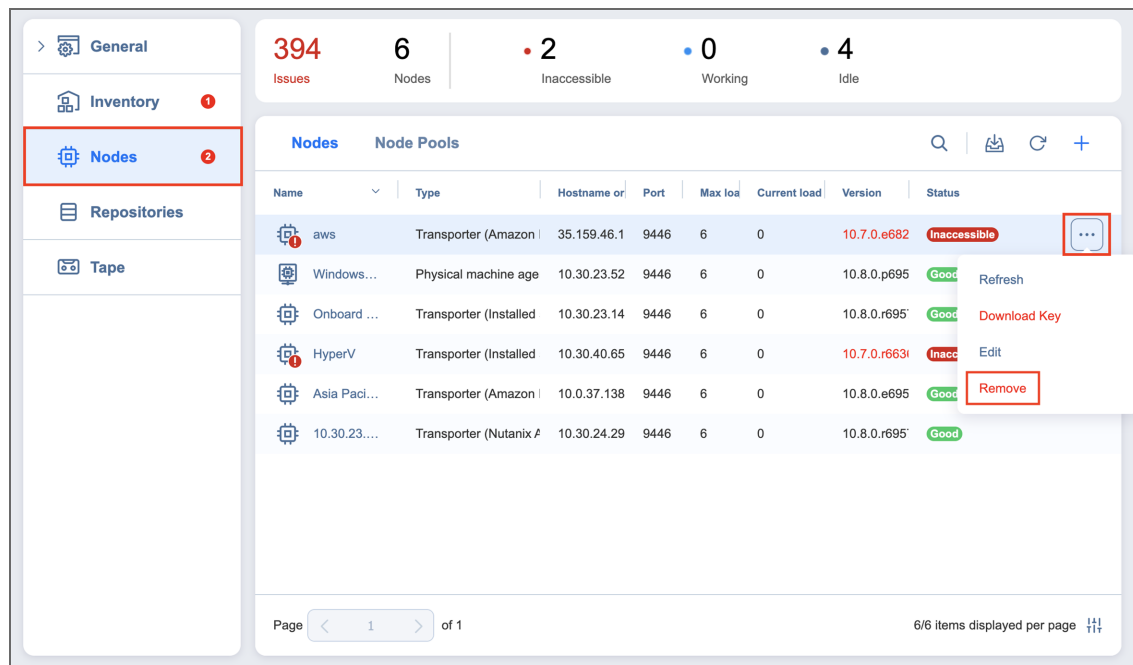 General
Inventory 1
Nodes 2
Repositories
Tape
394 6 2 0 4
Issues Nodes Inaccessible Working Idle
Nodes Node Pools
Name Type Hostname or Port Max loa Current load Version Status
aws Transporter (Amazon 35.159.46.1 9446 6 0 10.7.0.e682 Inaccessible ...
Windows... Physical machine age 10.30.23.52 9446 6 0 10.8.0.p695 Good
Onboard ... Transporter (Installed 10.30.23.14 9446 6 0 10.8.0.r695 Good
HyperV Transporter (Installed 10.30.40.65 9446 6 0 10.7.0.r663 Inacc
Asia Paci... Transporter (Amazon 10.0.37.138 9446 6 0 10.8.0.e695 Good
10.30.23.... Transporter (Nutanix A 10.30.24.29 9446 6 0 10.8.0.r695 Good
Refresh
Download Key
Edit
Remove
Page 1 of 1
6/6 items displayed per page